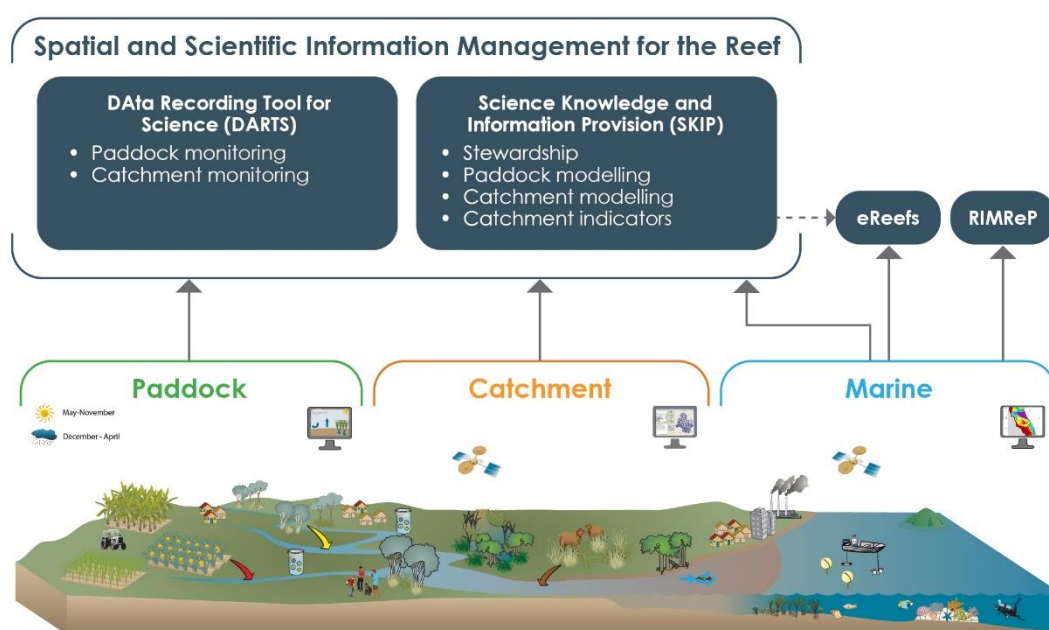 Spatial and Scientific Information Management for the Reef
DAta Recording Tool for
Science (DARTS)
• Paddock monitoring
• Catchment monitoring
Science Knowledge and
Information Provision (SKIP)
• Stewardship
• Paddock modelling
• Catchment modelling
• Catchment indicators
eReefs
RIMReP
Paddock
Catchment
Marine
May-November
December - April